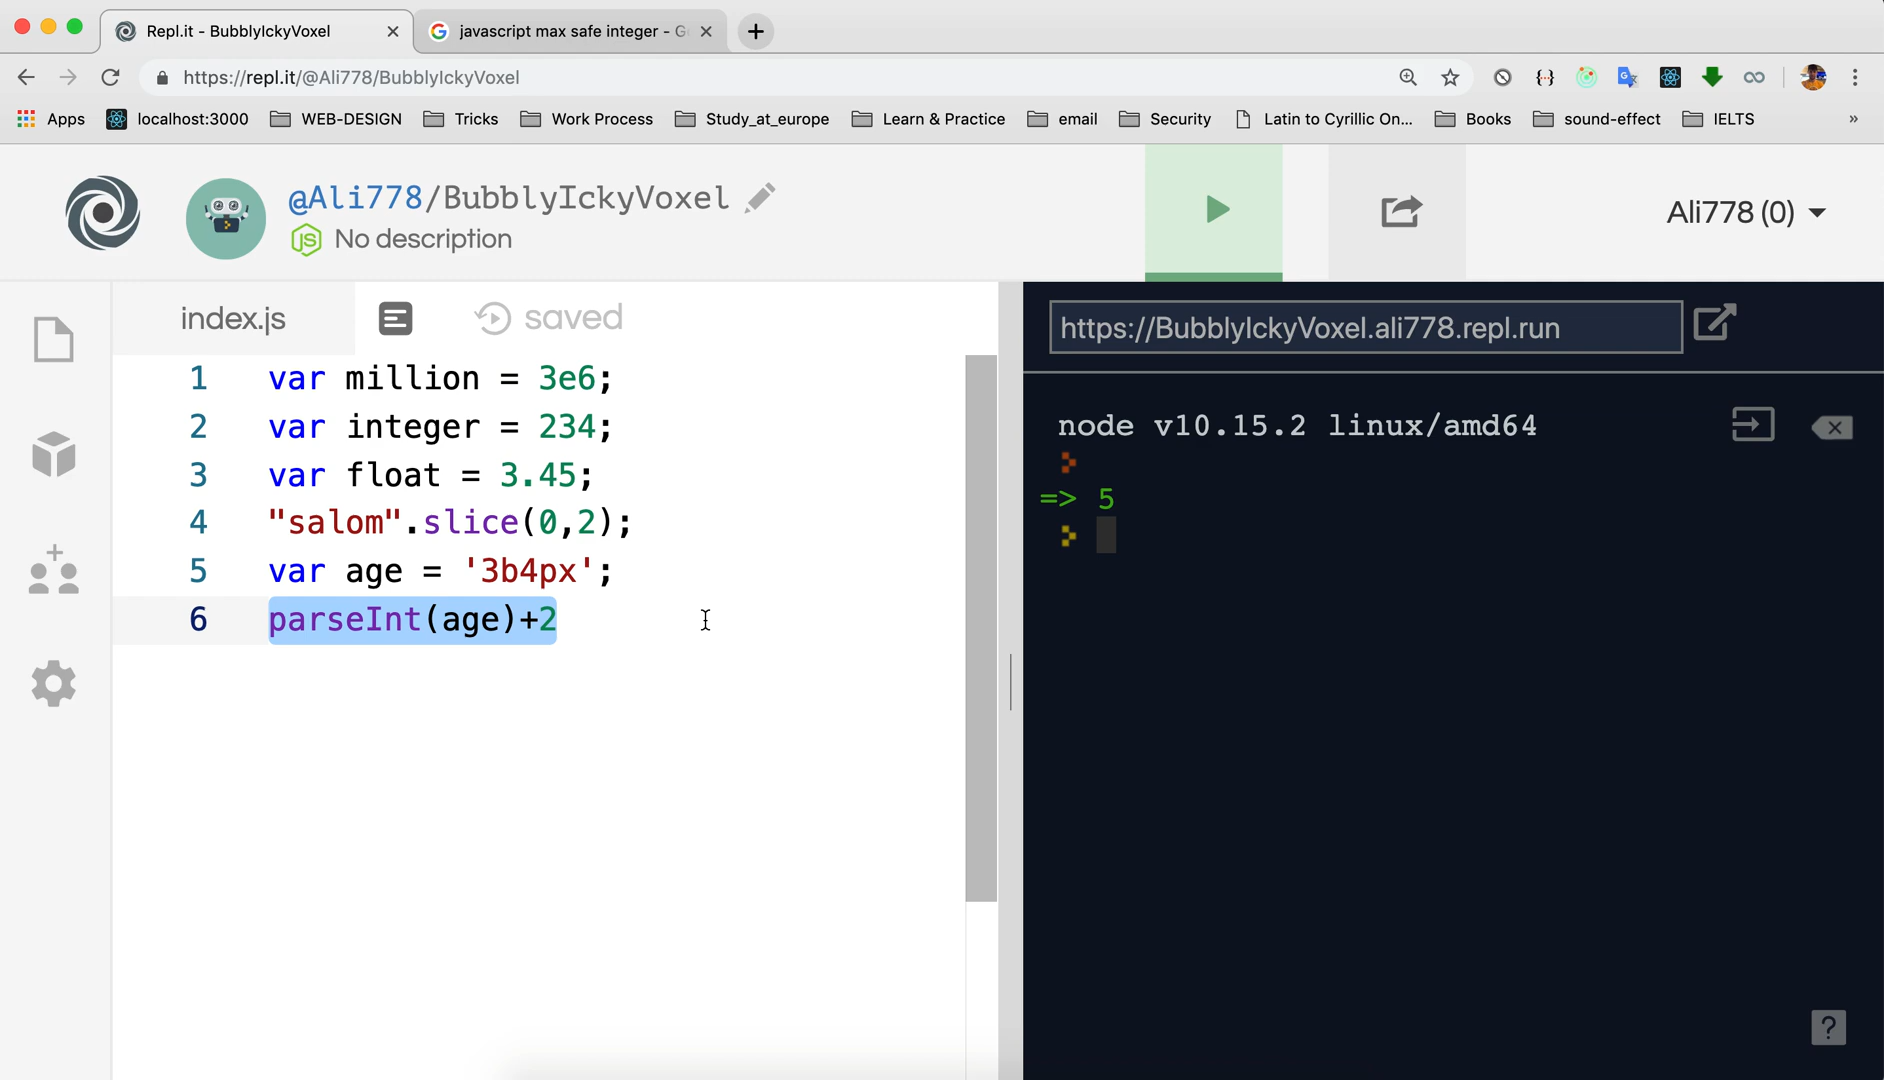 Repl.it - BubblyIckyVoxel
javascript max safe integer - G
https://repl.it/@Ali778/BubblyIckyVoxel
Apps
localhost:3000
WEB-DESIGN
Tricks
Work Process
Study_at_europe
Learn & Practice
email
Security
Latin to Cyrillic On...
Books
sound-effect
IELTS
»
@Ali778/BubblyIckyVoxel
No description
Ali778 (0)
index.js
saved
https://BubblyIckyVoxel.ali778.repl.run
1 var million = 3e6;
2 var integer = 234;
3 var float = 3.45;
4 "salom".slice(0,2);
5 var age = '3b4px';
6 parseInt(age)+2
node v10.15.2 linux/amd64
=> 5
?